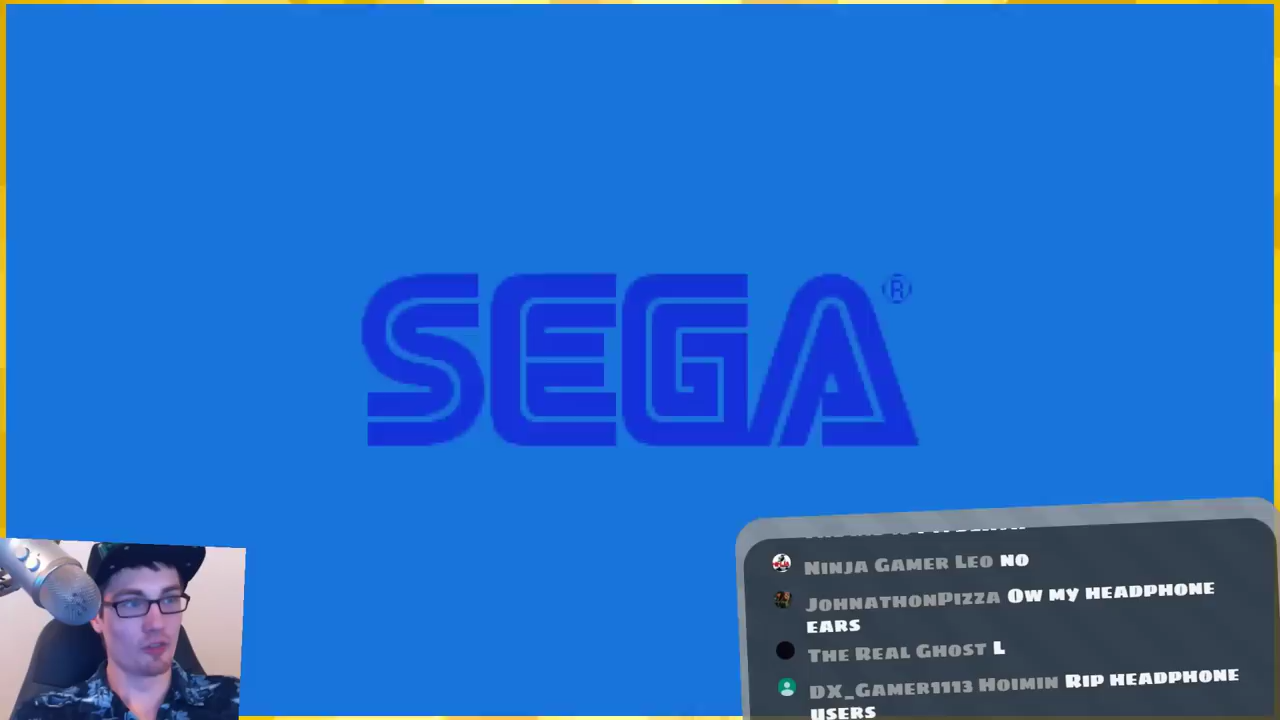 SEGA®
Ninja Gamer Leo NO
JohnathonPizza Ow my headphone
ears
The Real Ghost L
DX_Gamer1113 Hoimin Rip headphone
users